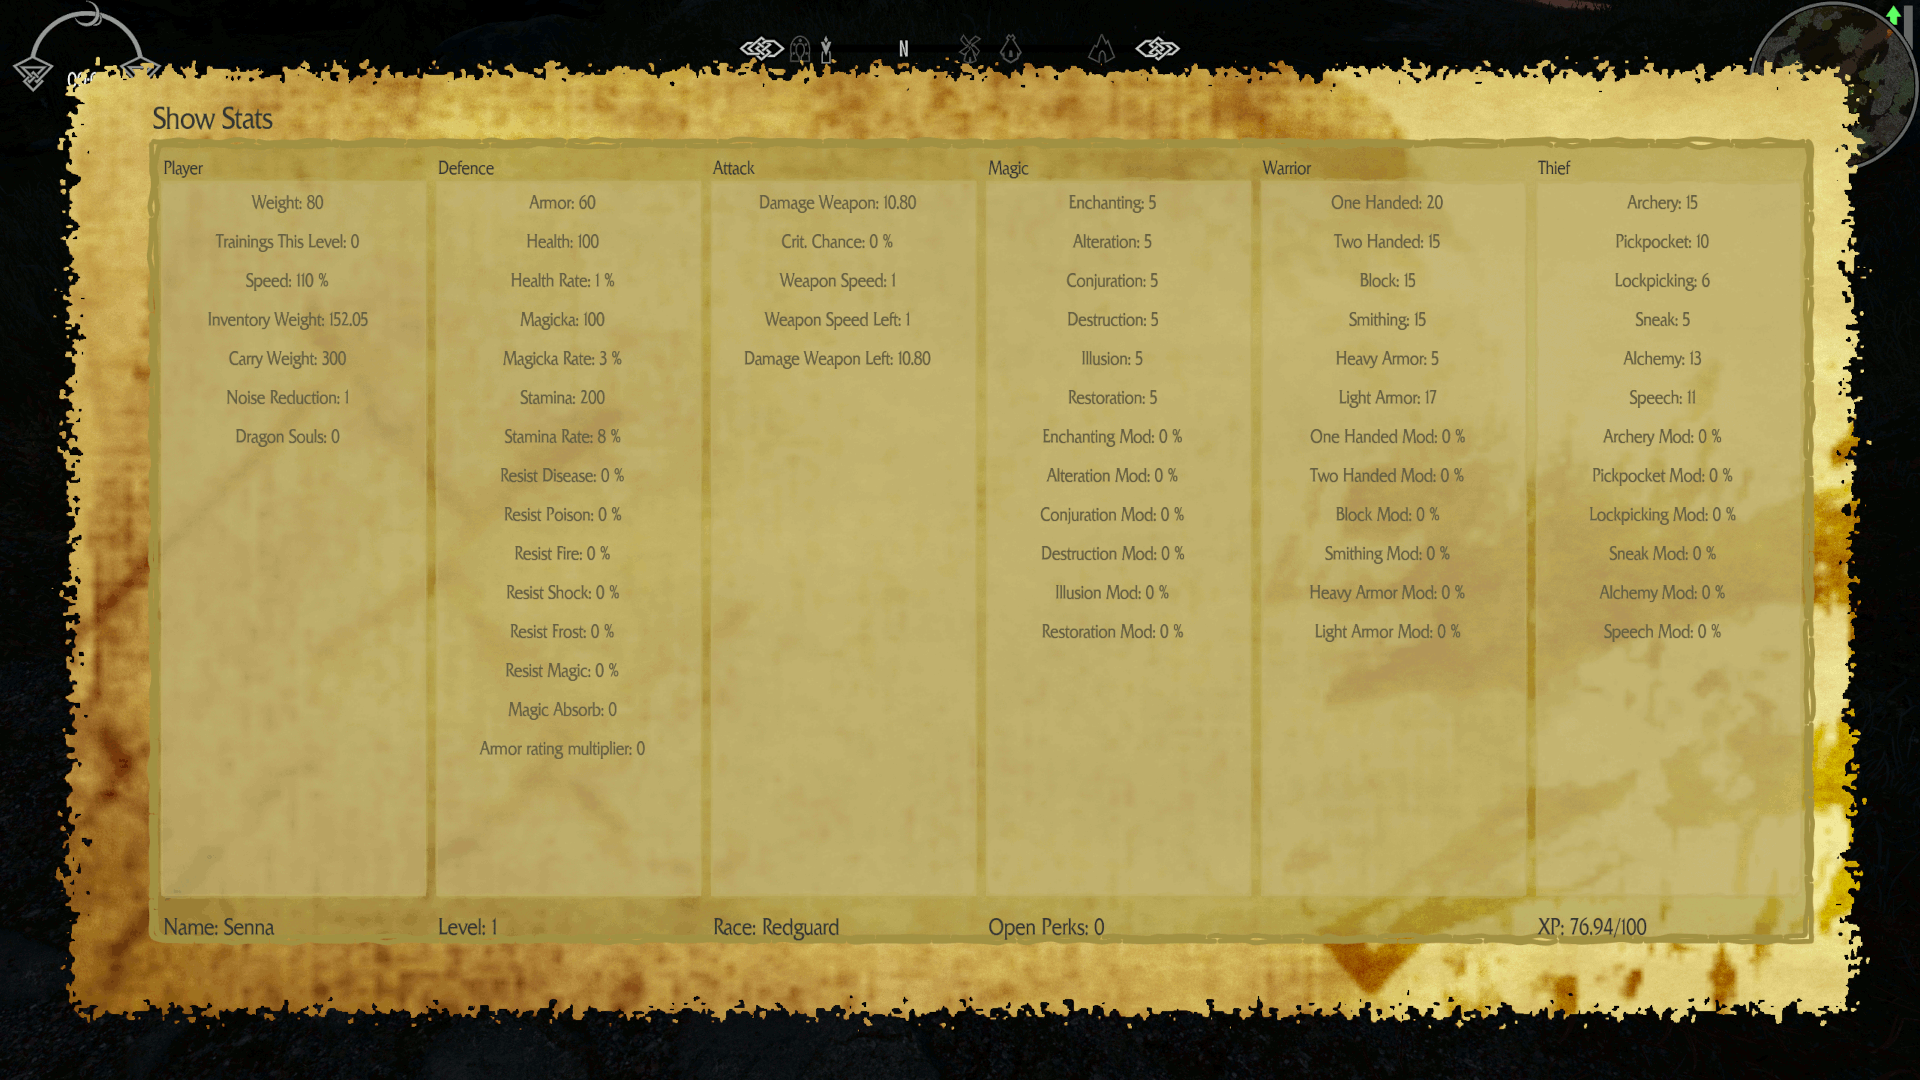 N
Show Stats
Player
Weight: 80
Trainings This Level: 0
Speed: 110 %
Inventory Weight: 152.05
Carry Weight: 300
Noise Reduction: 1
Dragon Souls: 0
Defence
Armor: 60
Health: 100
Health Rate: 1 %
Magicka: 100
Magicka Rate: 3 %
Stamina: 200
Stamina Rate: 8 %
Resist Disease: 0 %
Resist Poison: 0 %
Resist Fire: 0 %
Resist Shock: 0 %
Resist Frost: 0 %
Resist Magic: 0 %
Magic Absorb: 0
Armor rating multiplier: 0
Attack
Damage Weapon: 10.80
Crit. Chance: 0 %
Weapon Speed: 1
Weapon Speed Left: 1
Damage Weapon Left: 10.80
Magic
Enchanting: 5
Alteration: 5
Conjuration: 5
Destruction: 5
Illusion: 5
Restoration: 5
Enchanting Mod: 0 %
Alteration Mod: 0 %
Conjuration Mod: 0 %
Destruction Mod: 0 %
Illusion Mod: 0 %
Restoration Mod: 0 %
Warrior
One Handed: 20
Two Handed: 15
Block: 15
Smithing: 15
Heavy Armor: 5
Light Armor: 17
One Handed Mod: 0 %
Two Handed Mod: 0 %
Block Mod: 0 %
Smithing Mod: 0 %
Heavy Armor Mod: 0 %
Light Armor Mod: 0 %
Thief
Archery: 15
Pickpocket: 10
Lockpicking: 6
Sneak: 5
Alchemy: 13
Speech: 11
Archery Mod: 0 %
Pickpocket Mod: 0 %
Lockpicking Mod: 0 %
Sneak Mod: 0 %
Alchemy Mod: 0 %
Speech Mod: 0 %
Name: Senna
Level: 1
Race: Redguard
Open Perks: 0
XP: 76.94/100